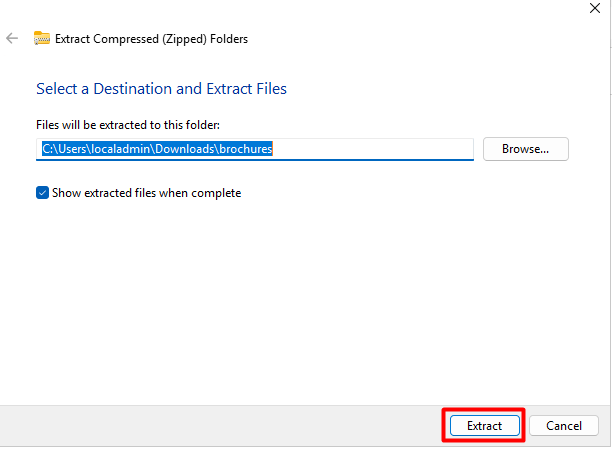 Extract Compressed (Zipped) Folders
Select a Destination and Extract Files
Files will be extracted to this folder:
C:\Users\localadmin\Downloads\brochures
Browse...
Show extracted files when complete
Extract
Cancel